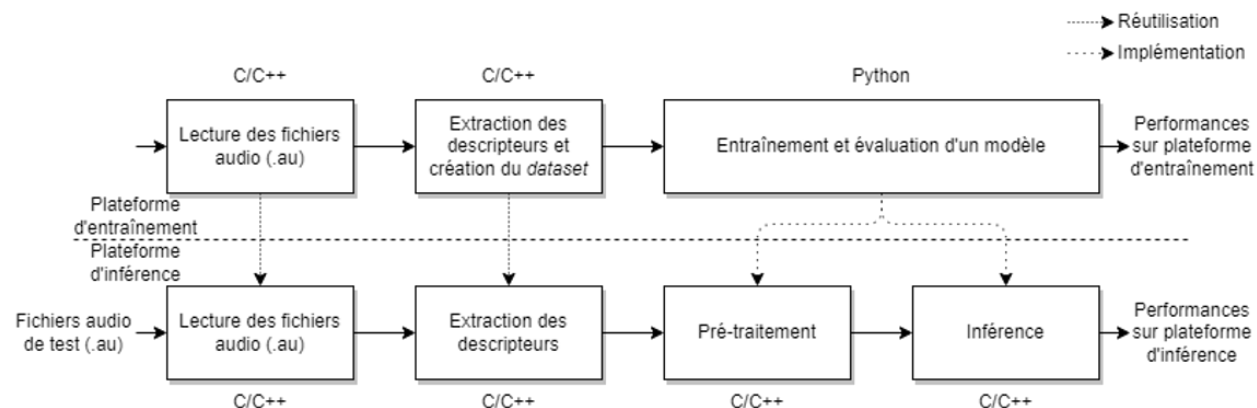 Réutilisation
Implémentation
C/C++
C/C++
Python
Lecture des fichiers
audio (.au)
Extraction des
descripteurs et
création du dataset
Entraînement et évaluation d'un modèle
Performances
sur plateforme
d'entraînement
Plateforme
d'entraînement
Plateforme
d'inférence
Fichiers audio
de test (.au)
Lecture des fichiers
audio (.au)
Extraction des
descripteurs
Pré-traitement
Inférence
Performances
sur plateforme
d'inférence
C/C++
C/C++
C/C++
C/C++